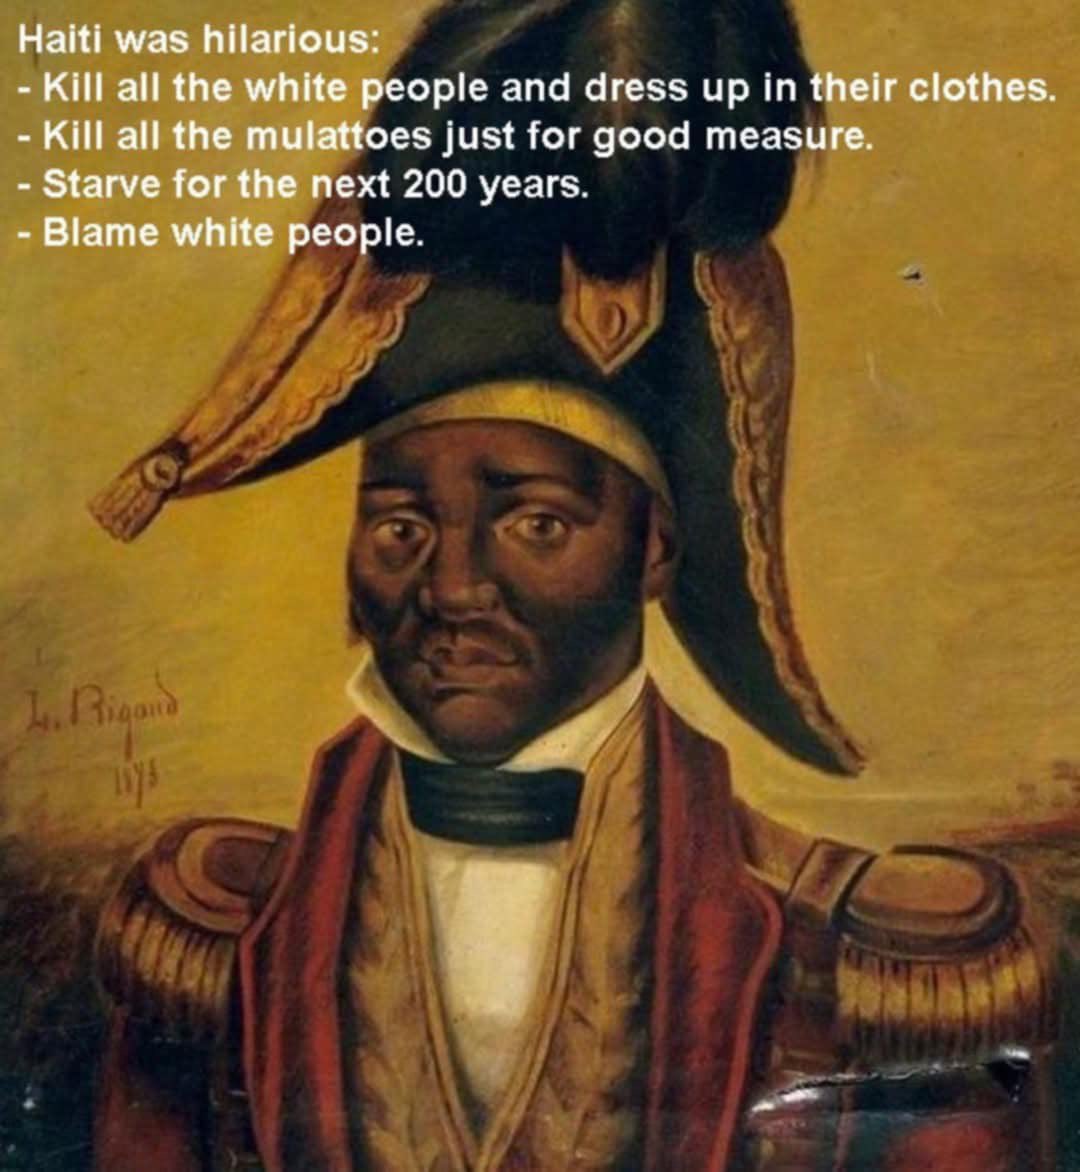 Haiti was hilarious:
- Kill all the white people and dress up in their clothes.
- Kill all the mulattoes just for good measure.
- Starve for the next 200 years.
- Blame white people.
L. Rigaud